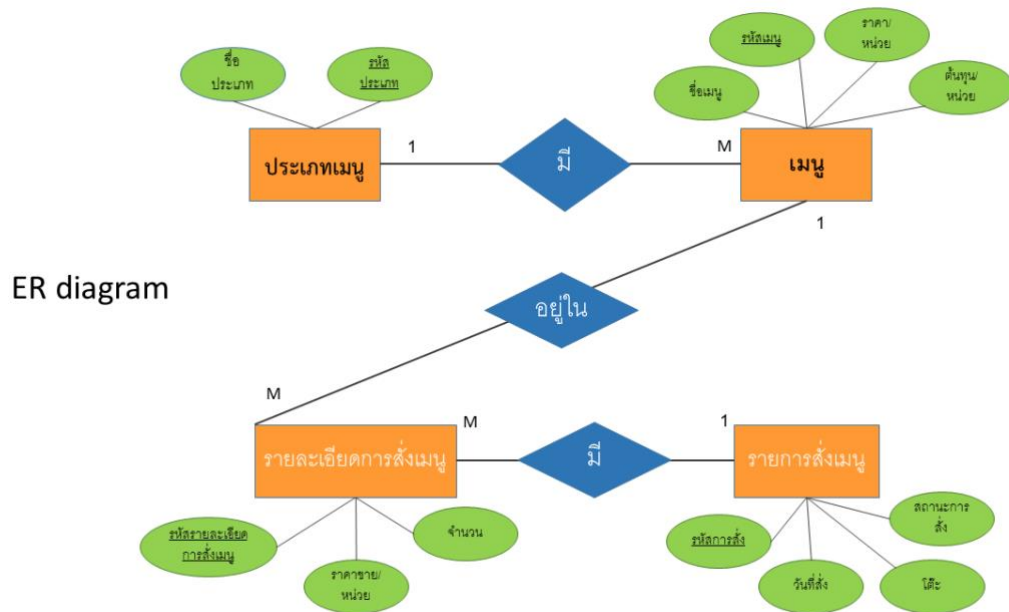 ชื่อ
ประเภท
รหัส
ประเภท
รหัสเมนู
ราคา/
หน่วย
ชื่อเมนู
ต้นทุน/
หน่วย
ประเภทเมนู
1
มี
M
เมนู
1
ER diagram
อยู่ใน
M
M
1
รายละเอียดการสั่งเมนู
มี
รายการสั่งเมนู
รหัสรายละเอียด
การสั่งเมนู
จำนวน
ราคาขาย/
หน่วย
รหัสการสั่ง
สถานะการ
สั่ง
วันที่สั่ง
โต๊ะ